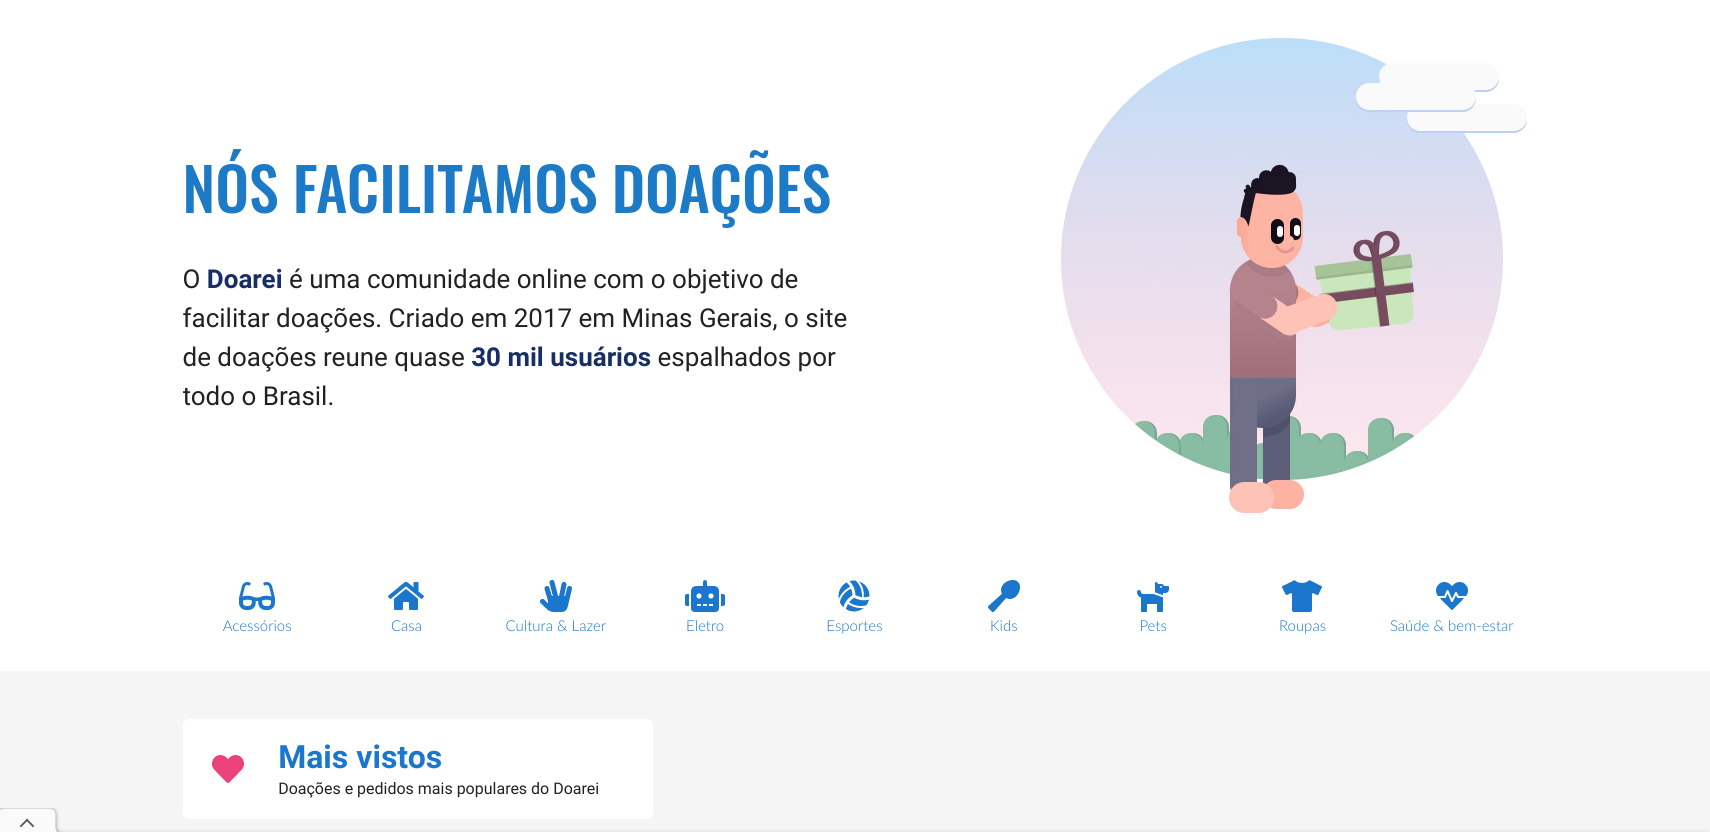 NÓS FACILITAMOS DOAÇÕES
O Doarei é uma comunidade online com o objetivo de
facilitar doações. Criado em 2017 em Minas Gerais, o site
de doações reune quase 30 mil usuários espalhados por
todo o Brasil.
Acessórios
Casa
Cultura & Lazer
Eletro
Esportes
Kids
Pets
Roupas
Saúde & bem-estar
Mais vistos
Doações e pedidos mais populares do Doarei